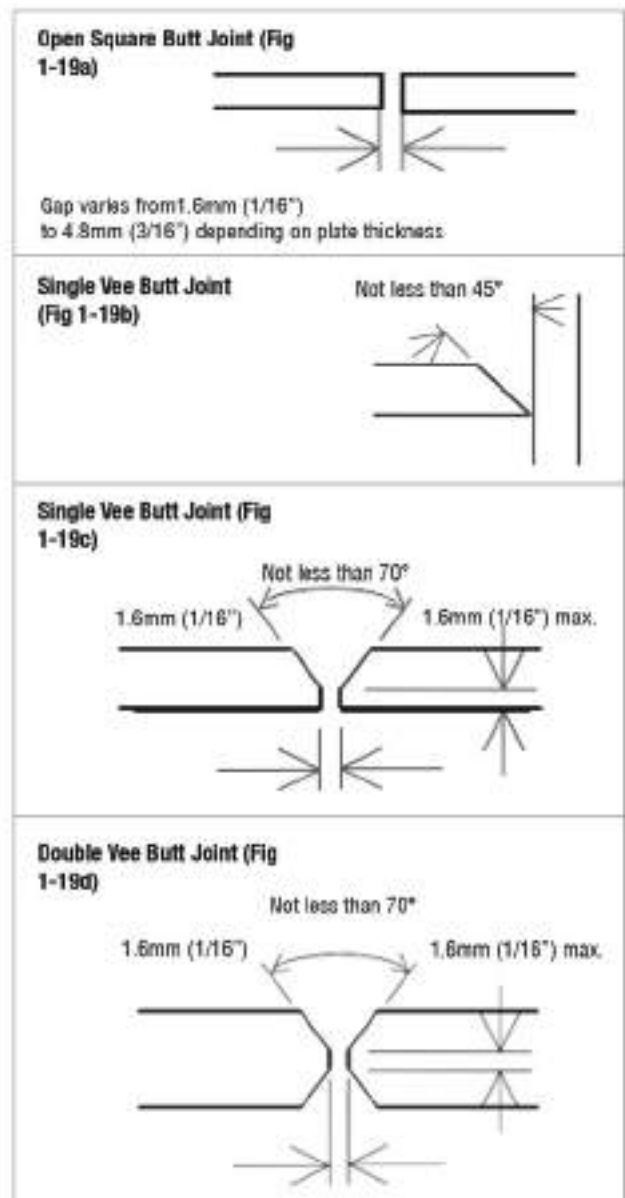 Open Square Butt Joint (Fig
1-19a)
Gap varies from1.6mm (1/16")
to 4.8mm (3/16") depending on plate thickness
Single Vee Butt Joint
(Fig 1-19b)
Not less than 45°
Single Vee Butt Joint (Fig
1-19c)
Not less than 70°
1.6mm (1/16")
1.6mm (1/16") max.
Double Vee Butt Joint (Fig
1-19d)
Not less than 70°
1.6mm (1/16")
1.6mm (1/16") max.